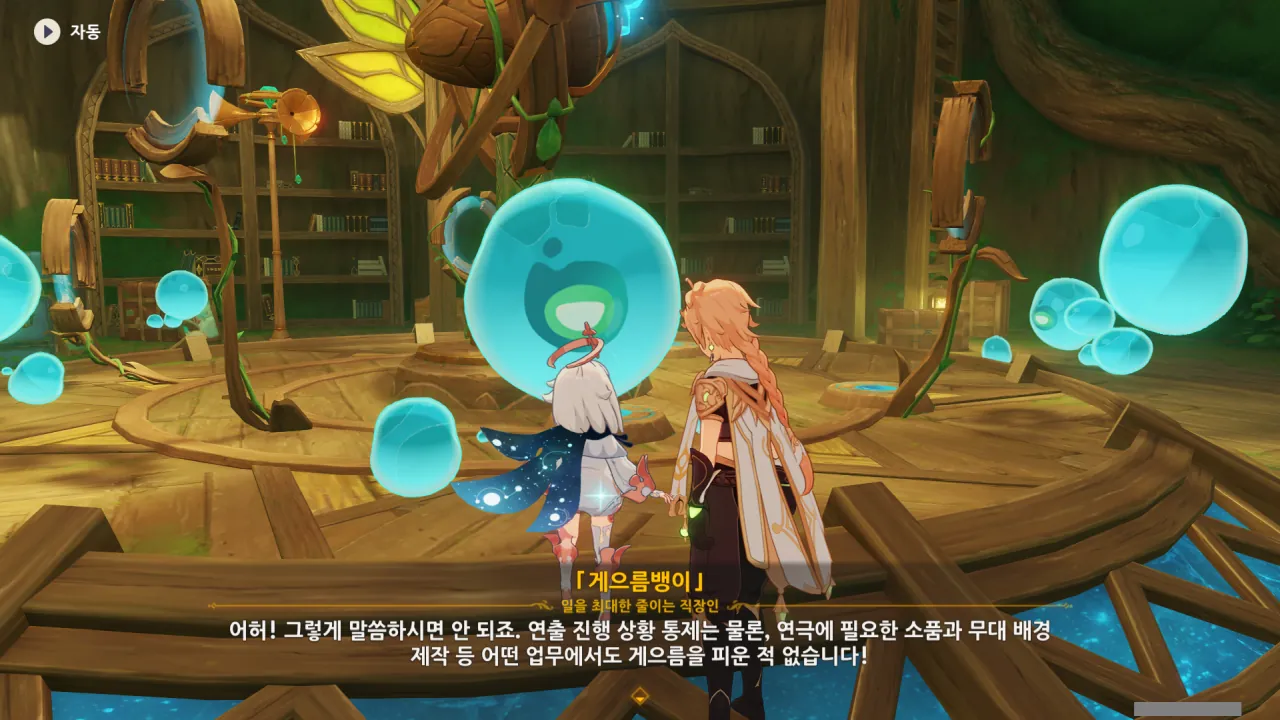 자동
「게으름뱅이」
일을 최대한 줄이는 직장인
어허! 그렇게 말씀하시면 안 되죠. 연출 진행 상황 통제는 물론, 연극에 필요한 소품과 무대 배경
제작 등 어떤 업무에서도 게으름을 피운 적 없습니다!